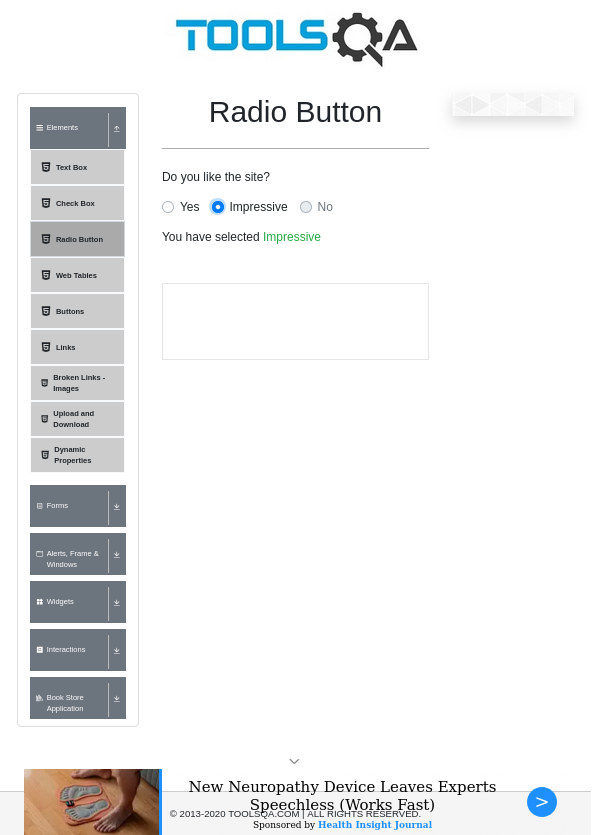 TOOLSQA
Elements
Text Box
Check Box
Radio Button
Web Tables
Buttons
Links
Broken Links -
Images
Upload and
Download
Dynamic
Properties
Forms
Alerts, Frame &
Windows
Widgets
Interactions
Book Store
Application
Radio Button
Do you like the site?
Yes Impressive No
You have selected Impressive
New Neuropathy Device Leaves Experts
Speechless (Works Fast)
© 2013-2020 TOOLSQA.COM | ALL RIGHTS RESERVED.
Sponsored by Health Insight Journal